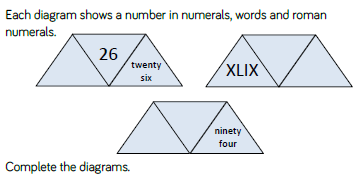 Each diagram shows a number in numerals, words and roman
numerals.
26
twenty
six
XLIX
ninety
four
Complete the diagrams.